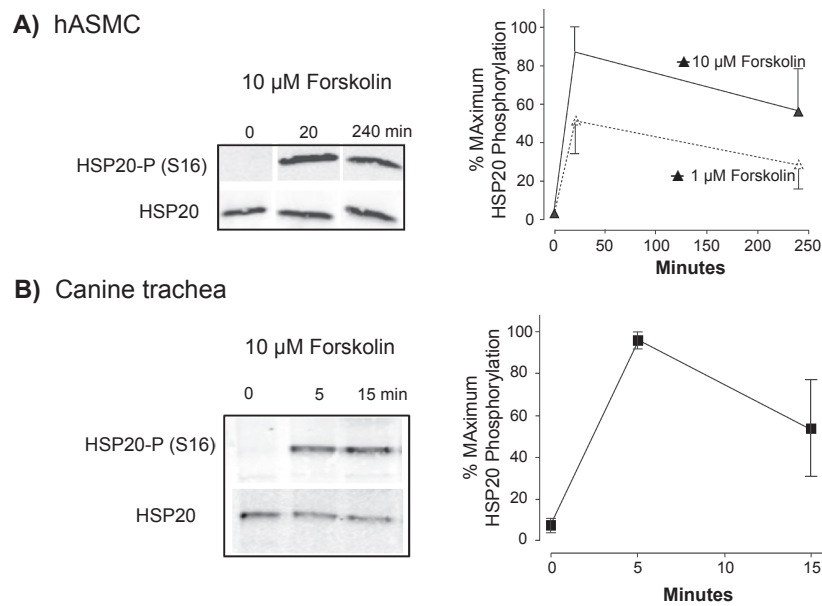 A) hASMC
10 µM Forskolin
0 20 240 min
HSP20-P (S16)
HSP20
% MAximum
HSP20 Phosphorylation
100
80
60
40
20
0
10 µM Forskolin
1 µM Forskolin
0 50 100 150 200 250
Minutes
B) Canine trachea
10 µM Forskolin
0 5 15 min
HSP20-P (S16)
HSP20
% MAximum
HSP20 Phosphorylation
100
80
60
40
20
0
0 5 10 15
Minutes